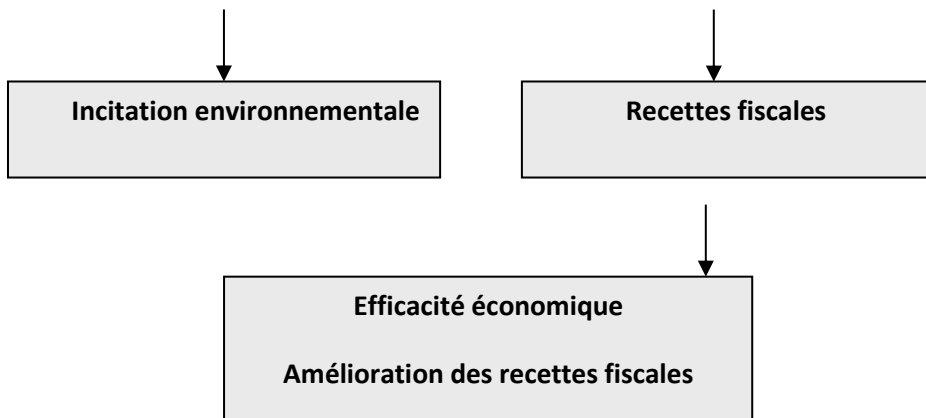 Incitation environnementale
Recettes fiscales
Efficacité économique
Amélioration des recettes fiscales